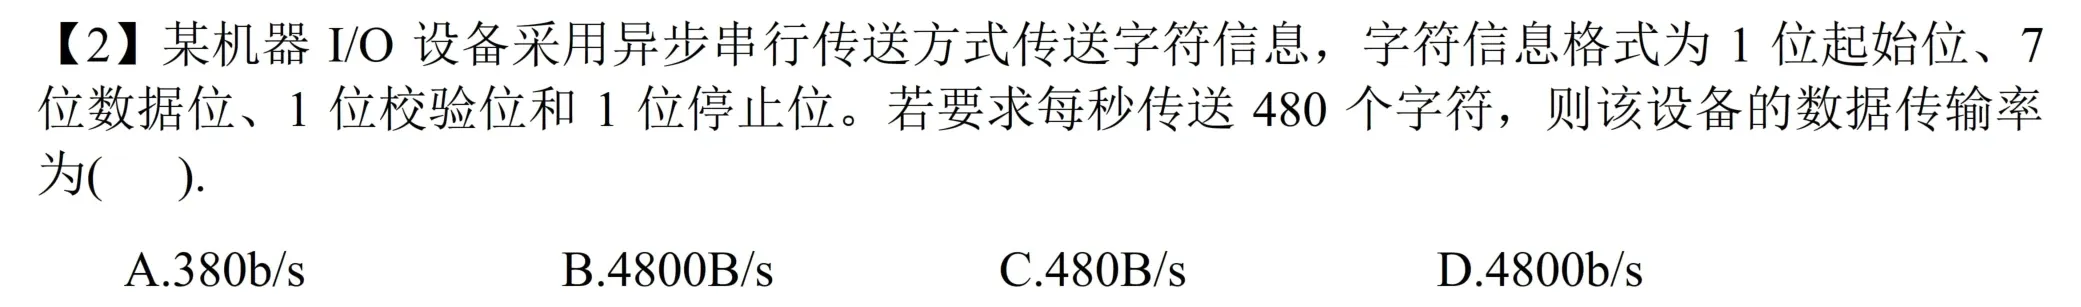 【2】某机器 I/O 设备采用异步串行传送方式传送字符信息，字符信息格式为 1 位起始位、7
位数据位、1 位校验位和 1 位停止位。若要求每秒传送 480 个字符，则该设备的数据传输率
为(    ).
A.380b/s B.4800B/s C.480B/s D.4800b/s